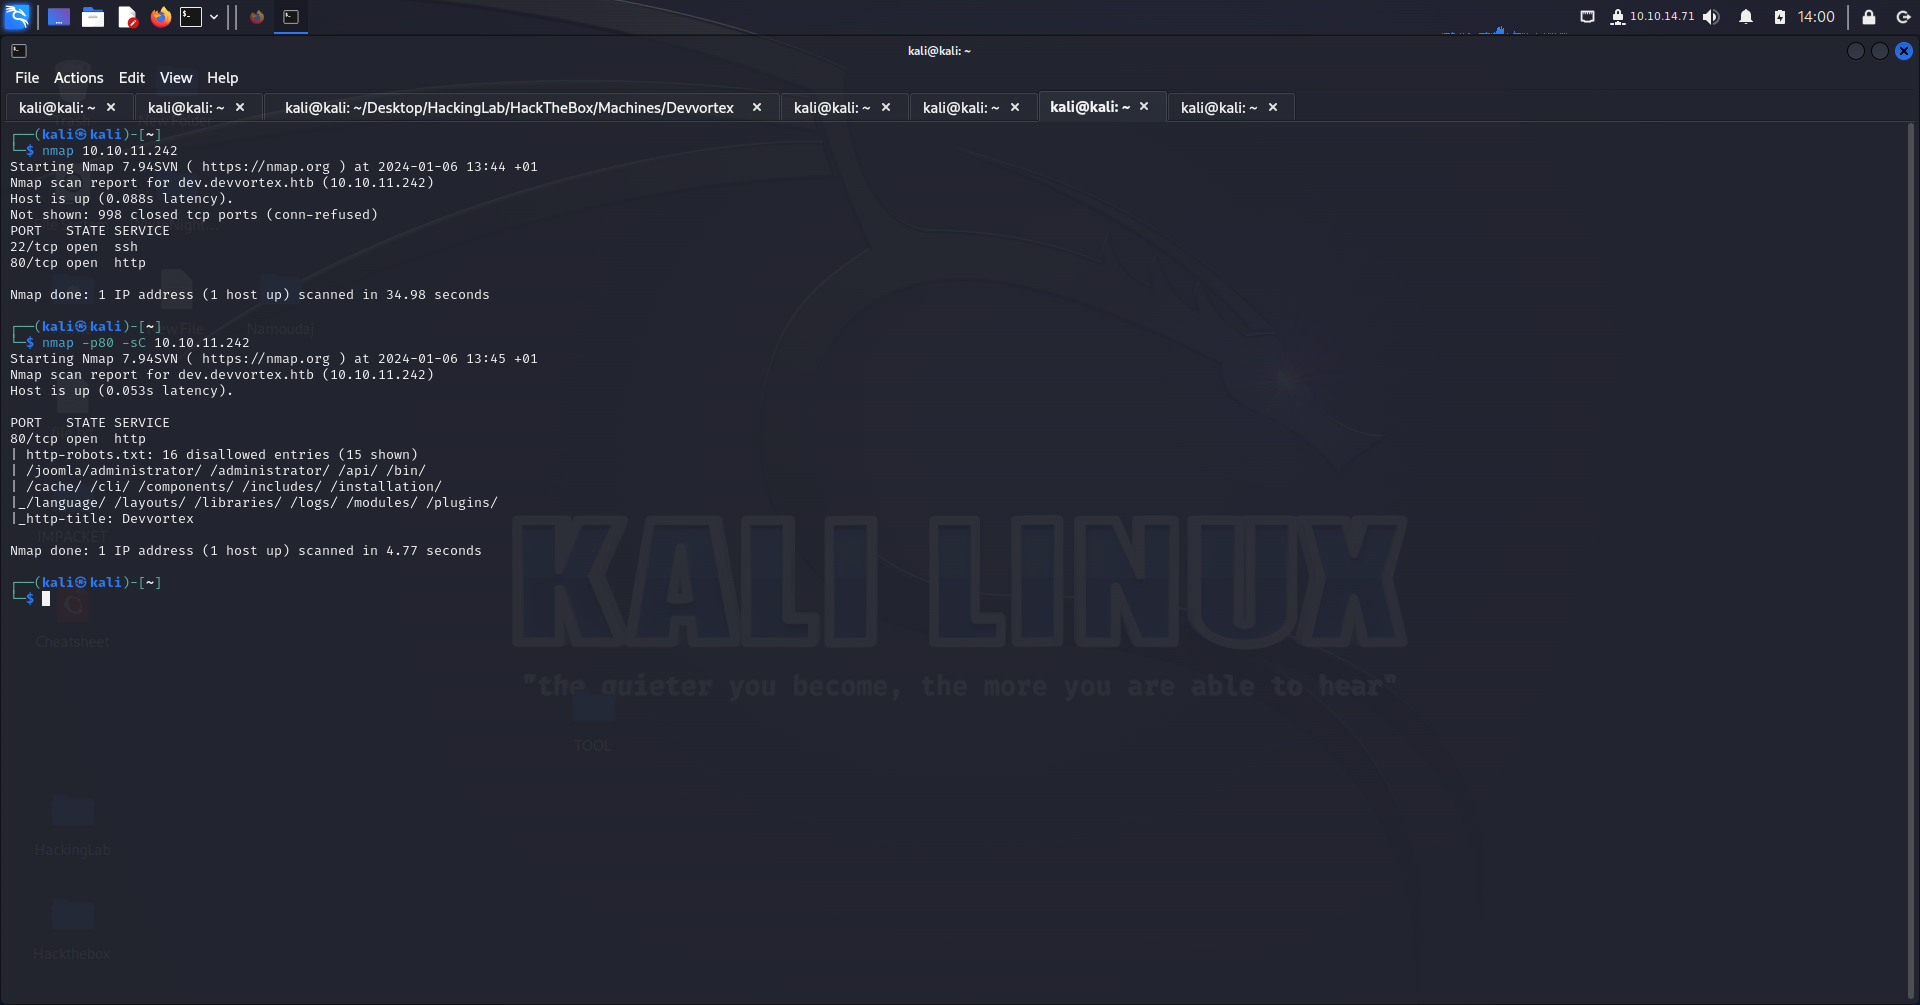 10.10.14.71
14:00
kali@kali: ~
File Actions Edit View Help
kali@kali: ~
kali@kali: ~
kali@kali: ~/Desktop/HackingLab/HackTheBox/Machines/Devvortex
kali@kali: ~
kali@kali: ~
kali@kali: ~
kali@kali: ~
┌──(kali㉿kali)-[~]
└─$ nmap 10.10.11.242
Starting Nmap 7.94SVN ( https://nmap.org ) at 2024-01-06 13:44 +01
Nmap scan report for dev.devvortex.htb (10.10.11.242)
Host is up (0.088s latency).
Not shown: 998 closed tcp ports (conn-refused)
PORT   STATE SERVICE
22/tcp open  ssh
80/tcp open  http
Nmap done: 1 IP address (1 host up) scanned in 34.98 seconds
┌──(kali㉿kali)-[~]
└─$ nmap -p80 -sC 10.10.11.242
Starting Nmap 7.94SVN ( https://nmap.org ) at 2024-01-06 13:45 +01
Nmap scan report for dev.devvortex.htb (10.10.11.242)
Host is up (0.053s latency).
PORT   STATE SERVICE
80/tcp open  http
| http-robots.txt: 16 disallowed entries (15 shown)
| /joomla/administrator/ /administrator/ /api/ /bin/
| /cache/ /cli/ /components/ /includes/ /installation/
|_/language/ /layouts/ /libraries/ /logs/ /modules/ /plugins/
|_http-title: Devvortex
Nmap done: 1 IP address (1 host up) scanned in 4.77 seconds
┌──(kali㉿kali)-[~]
└─$
KALI LINUX
"the quieter you become, the more you are able to hear"
Trash
Namoudaj
IMPACKET
Cheatsheet
TOOL
HackingLab
Hackthebox